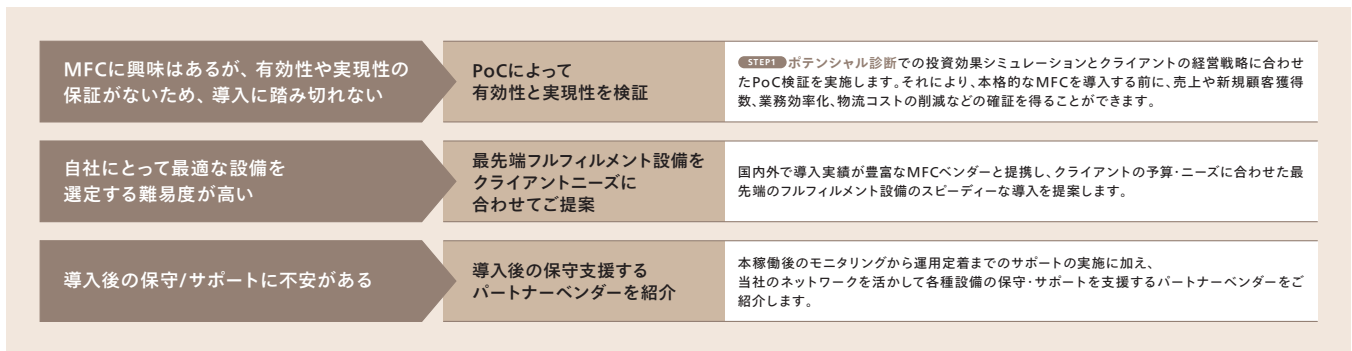 MFCに興味はあるが、有効性や実現性の
保証がないため、導入に踏み切れない
PoCによって
有効性と実現性を検証
STEP1 ポテンシャル診断での投資効果シミュレーションとクライアントの経営戦略に合わせ
たPoC検証を実施します。それにより、本格的なMFCを導入する前に、売上や新規顧客獲得
数、業務効率化、物流コストの削減などの確証を得ることができます。
自社にとって最適な設備を
選定する難易度が高い
最先端フルフィルメント設備を
クライアントニーズに
合わせてご提案
国内外で導入実績が豊富なMFCベンダーと提携し、クライアントの予算・ニーズに合わせた最
先端のフルフィルメント設備のスピーディーな導入を提案します。
導入後の保守/サポートに不安がある
導入後の保守支援する
パートナーベンダーを紹介
本稼働後のモニタリングから運用定着までのサポートの実施に加え、
当社のネットワークを活かして各種設備の保守・サポートを支援するパートナーベンダーをご
紹介します。